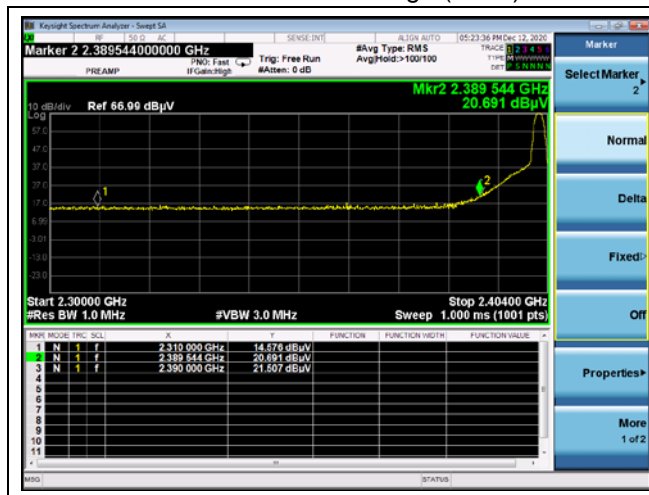 Keysight Spectrum Analyzer - Swept SA
RF 50 Ω AC SENSE:INT ALIGN AUTO 05:23:36 PM Dec 12, 2020
Marker 2 2.389544000000 GHz
PREAMP
PNO: Fast
IFGain:High
Trig: Free Run
#Atten: 0 dB
#Avg Type: RMS
Avg|Hold:>100/100
TRACE 1 2 3 4 5 6
TYPE M W W W W W
DET P S N N N N
Mkr2 2.389 544 GHz
20.691 dBµV
10 dB/div Ref 66.99 dBµV
Log
57.0
47.0
37.0
27.0
17.0
6.99
-3.01
-13.0
-23.0
1
2
Start 2.30000 GHz Stop 2.40400 GHz
#Res BW 1.0 MHz #VBW 3.0 MHz Sweep 1.000 ms (1001 pts)
MKR MODE TRC SCL X Y FUNCTION FUNCTION WIDTH FUNCTION VALUE
1 N 1 f 2.310 000 GHz 14.576 dBµV
2 N 1 f 2.389 544 GHz 20.691 dBµV
3 N 1 f 2.390 000 GHz 21.507 dBµV
4
5
6
7
8
9
10
11
MSG STATUS
Marker
Select Marker
2
Normal
Delta
Fixed
Off
Properties
More
1 of 2